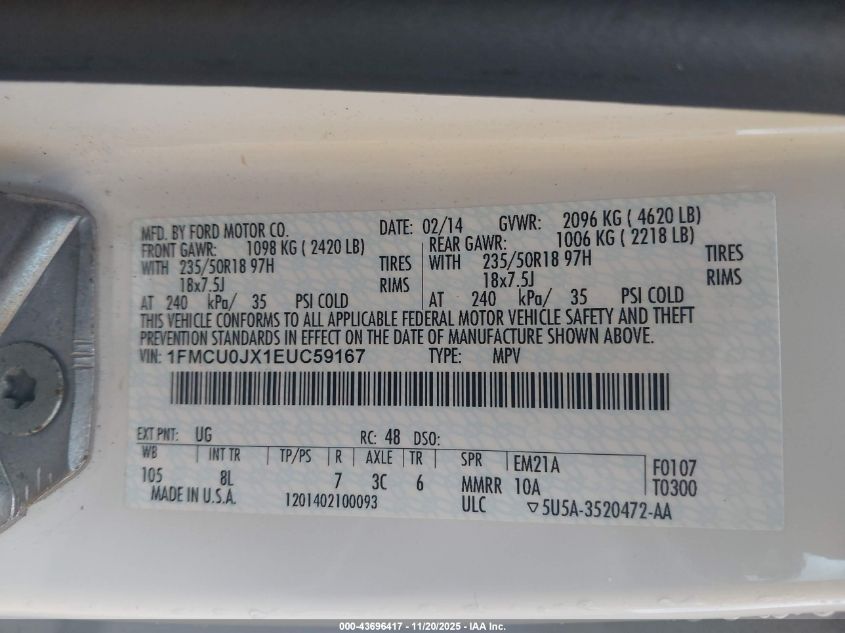 MFD. BY FORD MOTOR CO. DATE: 02/14 GVWR: 2096 KG ( 4620 LB)
FRONT GAWR: 1098 KG ( 2420 LB) REAR GAWR: 1006 KG ( 2218 LB)
WITH 235/50R18 97H TIRES WITH 235/50R18 97H TIRES
18x7.5J RIMS 18x7.5J RIMS
AT 240 kPa/ 35 PSI COLD AT 240 kPa/ 35 PSI COLD
THIS VEHICLE CONFORMS TO ALL APPLICABLE FEDERAL MOTOR VEHICLE SAFETY AND THEFT
PREVENTION STANDARDS IN EFFECT ON THE DATE OF MANUFACTURE SHOWN ABOVE.
VIN: 1FMCU0JX1EUC59167 TYPE: MPV
EXT PNT: UG RC: 48 DSO:
WB INT TR TP/PS R AXLE TR SPR EM21A F0107
105 8L 7 3C 6 MMRR 10A T0300
MADE IN U.S.A. 1201402100093 ULC ▽5U5A-3520472-AA
000-43696417 - 11/20/2025 - IAA Inc.